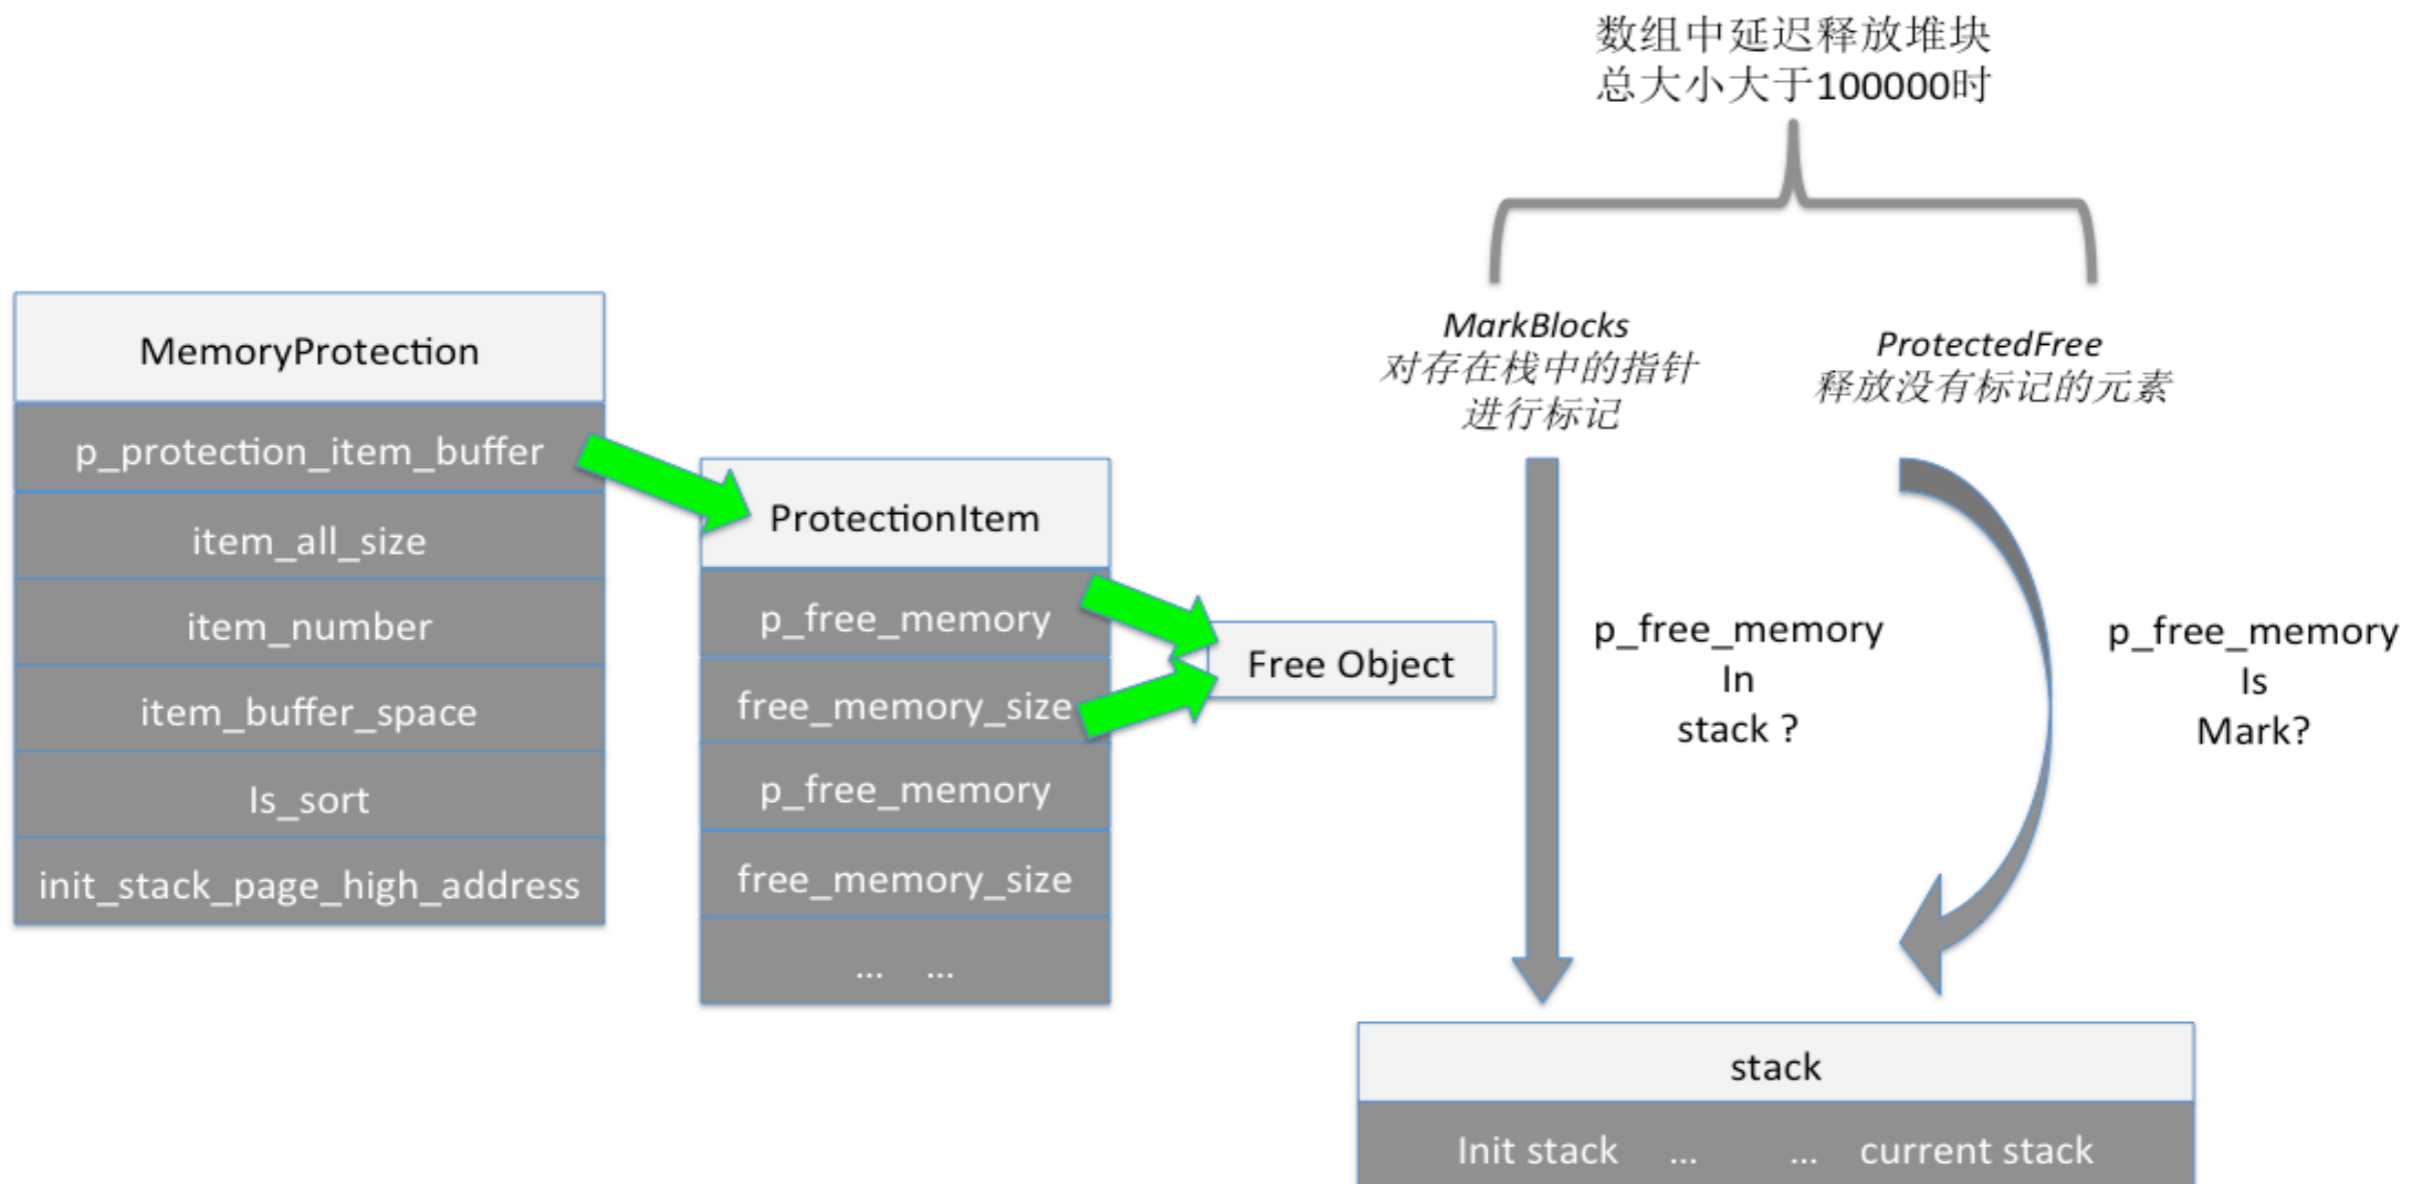 数组中延迟释放堆块
总大小大于100000时
MemoryProtection
p_protection_item_buffer
item_all_size
item_number
item_buffer_space
Is_sort
init_stack_page_high_address
ProtectionItem
p_free_memory
free_memory_size
p_free_memory
free_memory_size
... ...
Free Object
MarkBlocks
对存在栈中的指针
进行标记
ProtectedFree
释放没有标记的元素
p_free_memory
In
stack ?
p_free_memory
Is
Mark?
stack
Init stack ... ... current stack